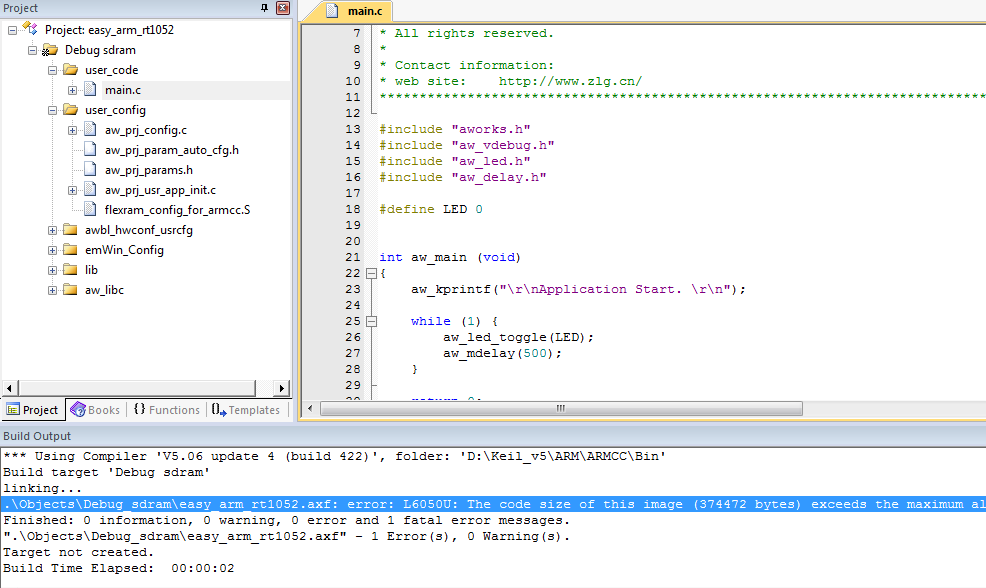 Project
Project: easy_arm_rt1052
Debug sdram
user_code
main.c
user_config
aw_prj_config.c
aw_prj_param_auto_cfg.h
aw_prj_params.h
aw_prj_usr_app_init.c
flexram_config_for_armcc.S
awbl_hwconf_usrcfg
emWin_Config
lib
aw_libc
Project Books {} Functions Templates
main.c
7 * All rights reserved.
8 *
9 * Contact information:
10 * web site:    http://www.zlg.cn/
11 *****************************************************************************
12
13 #include "aworks.h"
14 #include "aw_vdebug.h"
15 #include "aw_led.h"
16 #include "aw_delay.h"
17
18 #define LED 0
19
20
21 int aw_main (void)
22 {
23     aw_kprintf("\r\nApplication Start. \r\n");
24
25     while (1) {
26         aw_led_toggle(LED);
27         aw_mdelay(500);
28     }
29
Build Output
*** Using Compiler 'V5.06 update 4 (build 422)', folder: 'D:\Keil_v5\ARM\ARMCC\Bin'
Build target 'Debug sdram'
linking...
.\Objects\Debug_sdram\easy_arm_rt1052.axf: error: L6050U: The code size of this image (374472 bytes) exceeds the maximum al
Finished: 0 information, 0 warning, 0 error and 1 fatal error messages.
".\Objects\Debug_sdram\easy_arm_rt1052.axf" - 1 Error(s), 0 Warning(s).
Target not created.
Build Time Elapsed:  00:00:02